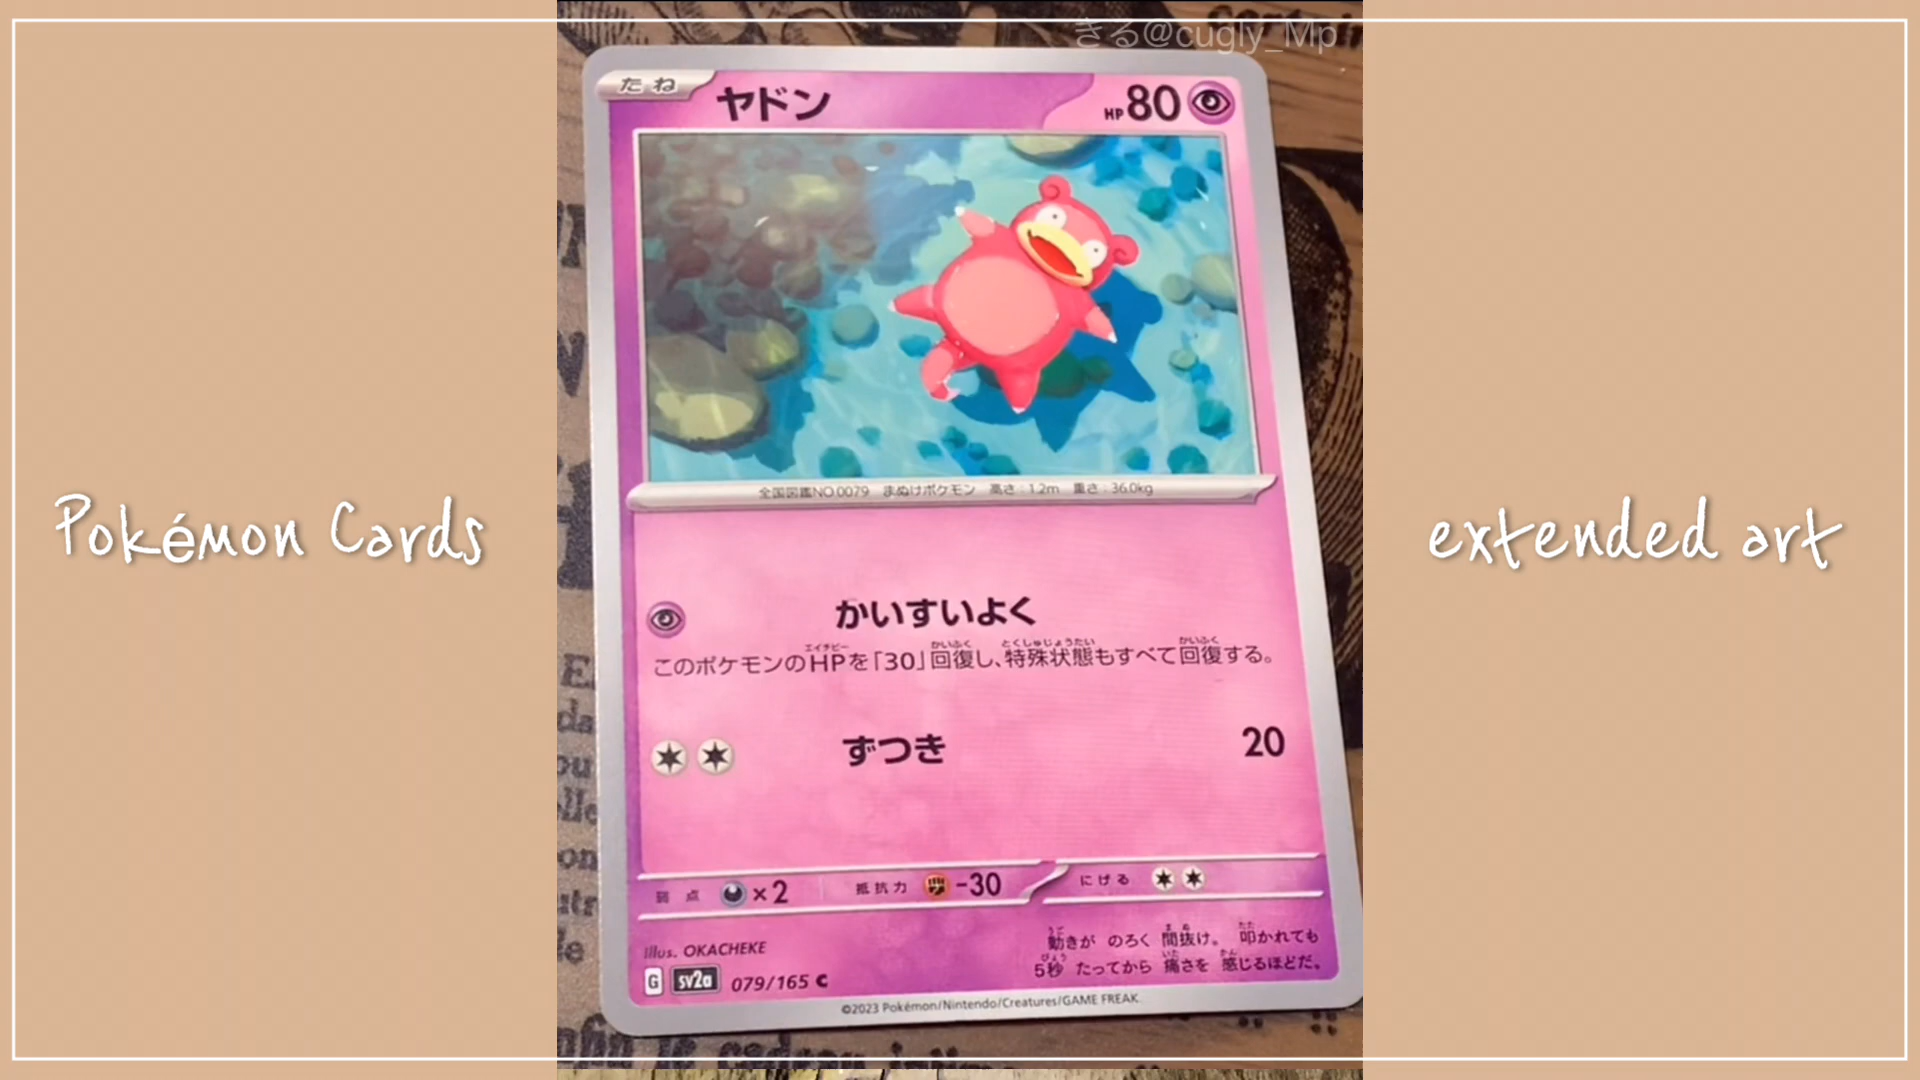 きる@cugly_Mp
たね
ヤドン
HP80
全国図鑑NO.0079 まぬけポケモン 高さ:1.2m 重さ:36.0kg
Pokémon Cards
extended art
かいすいよく
このポケモンのHPを「30」回復し、特殊状態もすべて回復する。
ずつき 20
弱点 ×2 抵抗力 -30 にげる
Illus. OKACHEKE
動きが のろく 間抜け。 叩かれても
5秒 たってから 痛さを 感じるほどだ。
G sv2a 079/165 C
©2023 Pokémon/Nintendo/Creatures/GAME FREAK